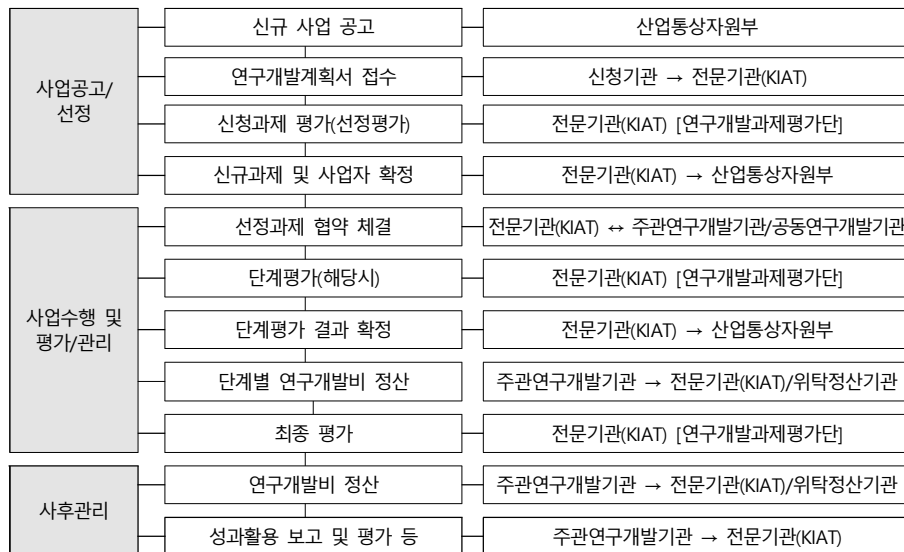 신규 사업 공고 산업통상자원부
사업공고/
선정
연구개발계획서 접수 신청기관 → 전문기관(KIAT)
신청과제 평가(선정평가) 전문기관(KIAT) [연구개발과제평가단]
신규과제 및 사업자 확정 전문기관(KIAT) → 산업통상자원부
사업수행 및
평가/관리
선정과제 협약 체결 전문기관(KIAT) ↔ 주관연구개발기관/공동연구개발기관
단계평가(해당시) 전문기관(KIAT) [연구개발과제평가단]
단계평가 결과 확정 전문기관(KIAT) → 산업통상자원부
단계별 연구개발비 정산 주관연구개발기관 → 전문기관(KIAT)/위탁정산기관
최종 평가 전문기관(KIAT) [연구개발과제평가단]
사후관리
연구개발비 정산 주관연구개발기관 → 전문기관(KIAT)/위탁정산기관
성과활용 보고 및 평가 등 주관연구개발기관 → 전문기관(KIAT)